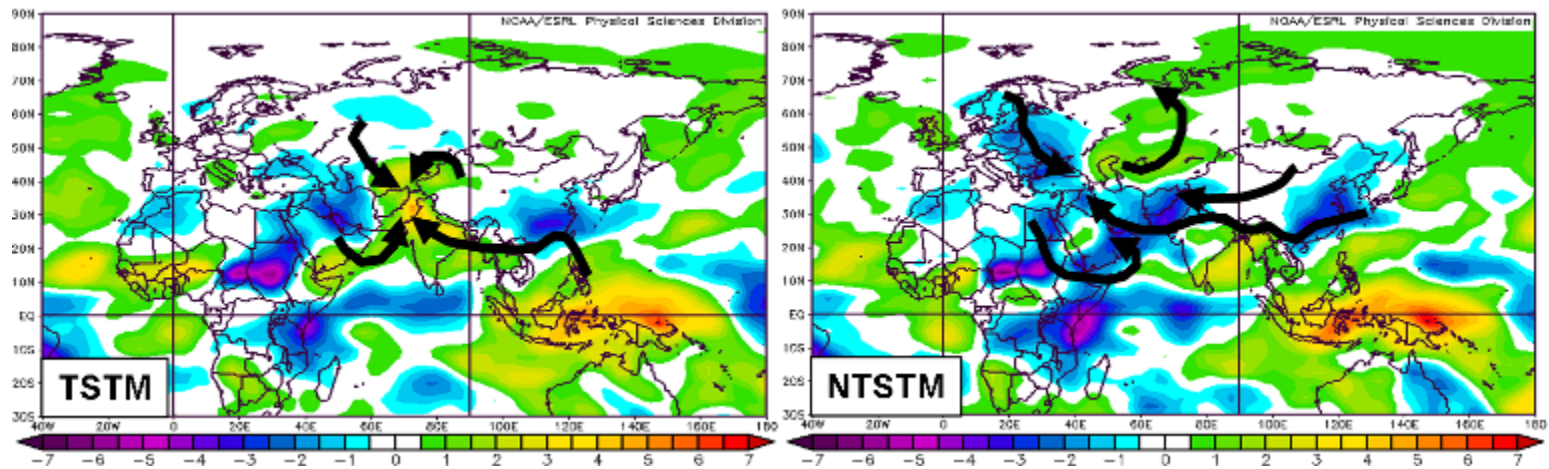 NOAA/ESRL Physical Sciences Division
90N
80N
70N
60N
50N
40N
30N
20N
10N
EQ
10S
20S
30S
TSTM
40W 20W 0 20E 40E 60E 80E 100E 120E 140E 160E 180
-7 -6 -5 -4 -3 -2 -1 0 1 2 3 4 5 6 7
NOAA/ESRL Physical Sciences Division
90N
80N
70N
60N
50N
40N
30N
20N
10N
EQ
10S
20S
30S
NTSTM
40W 20W 0 20E 40E 60E 80E 100E 120E 140E 160E 180
-7 -6 -5 -4 -3 -2 -1 0 1 2 3 4 5 6 7